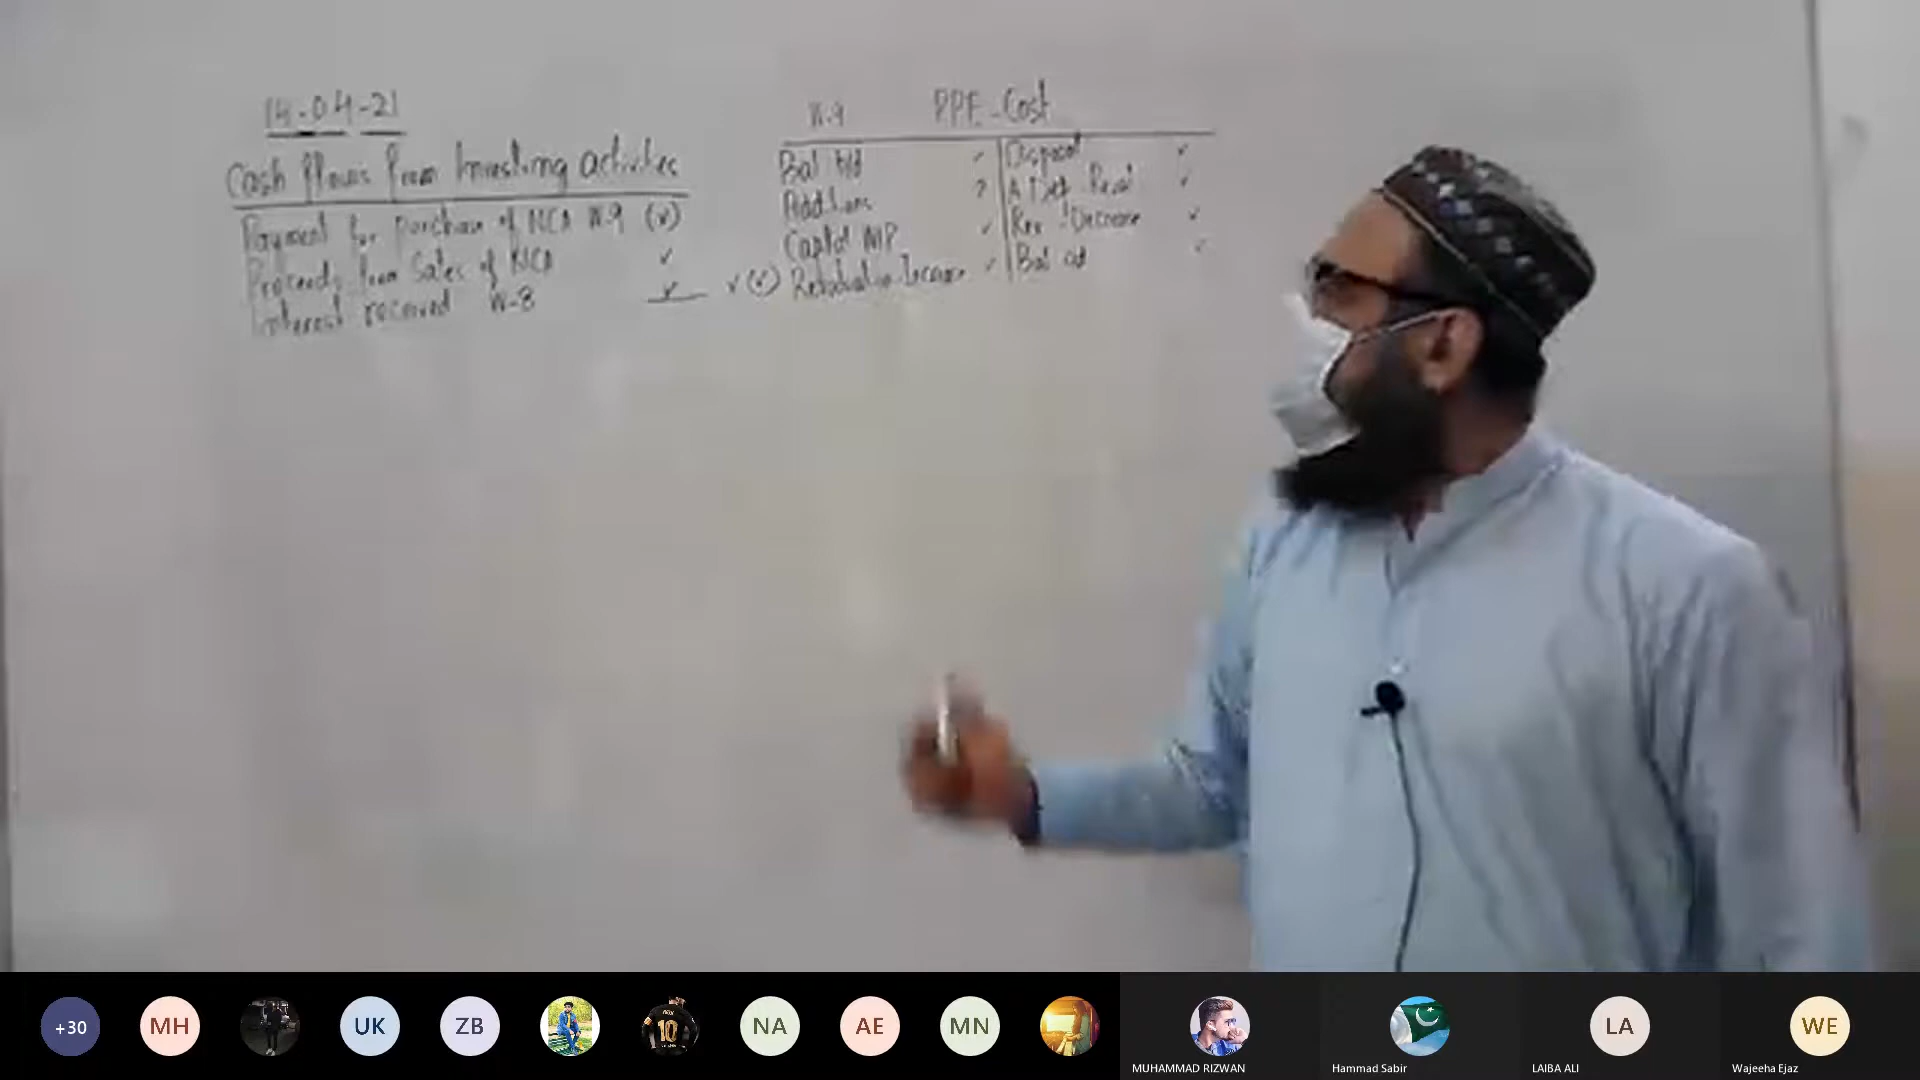 14-04-21
Cash flows from Investing activities
Payment for purchase of NCA W-9 (x)
Proceeds from Sales of NCA ✓
Interest received W-8 ✓
W-9 PPE-Cost
Bal b/d ✓
Additions ?
Capital WIP ✓
✓ Revaluation Increase ✓
Disposal ✓
A Dep Reval ✓
Rev. Decrease ✓
Bal c/d ✓
+30
MH
UK
ZB
10
NA
AE
MN
LA
WE
MUHAMMAD RIZWAN
Hammad Sabir
LAIBA ALI
Wajeeha Ejaz